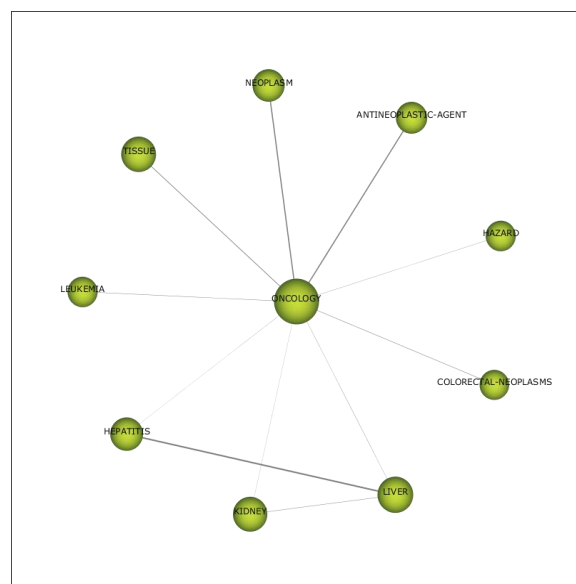 NEOPLASM
ANTINEOPLASTIC-AGENT
TISSUE
HAZARD
LEUKEMIA
ONCOLOGY
COLORECTAL-NEOPLASMS
HEPATITIS
LIVER
KIDNEY